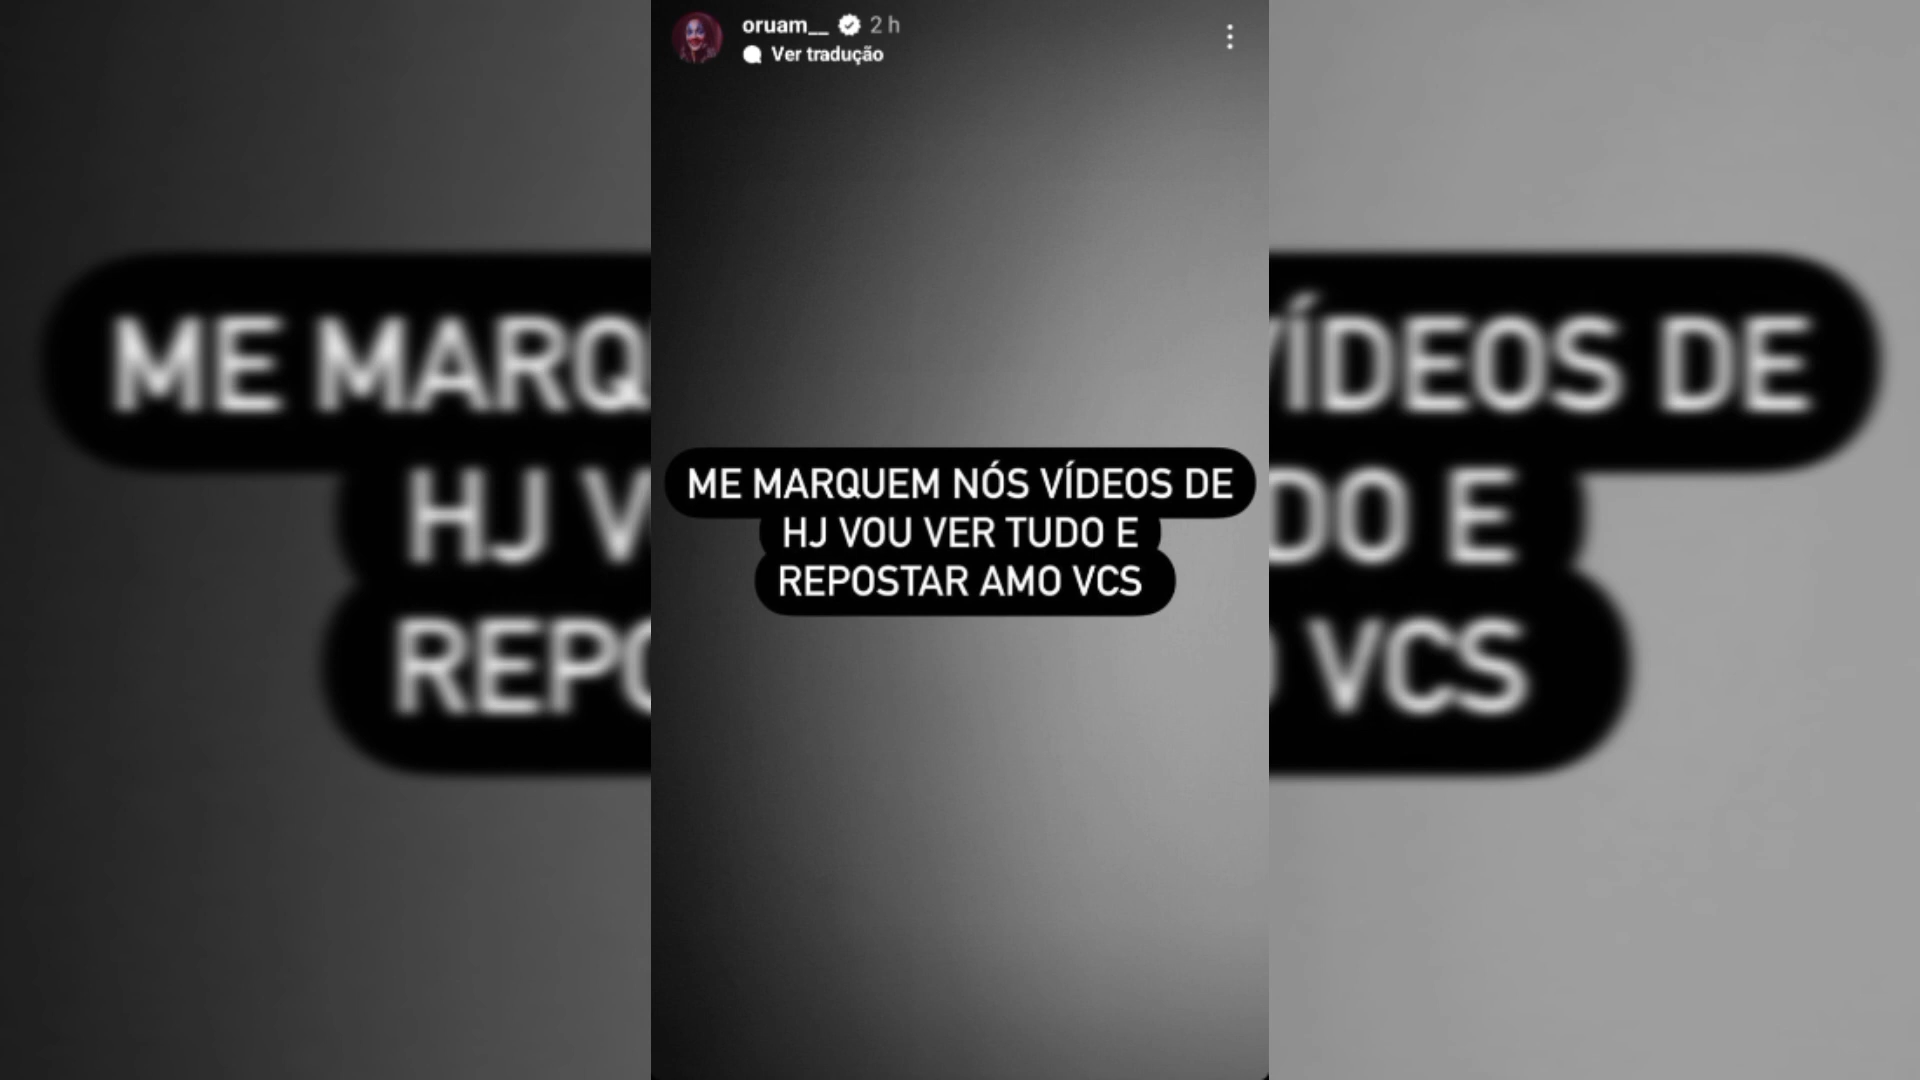 oruam__ 2 h
Ver tradução
ME MARQUEM NÓS VÍDEOS DE
HJ VOU VER TUDO E
REPOSTAR AMO VCS